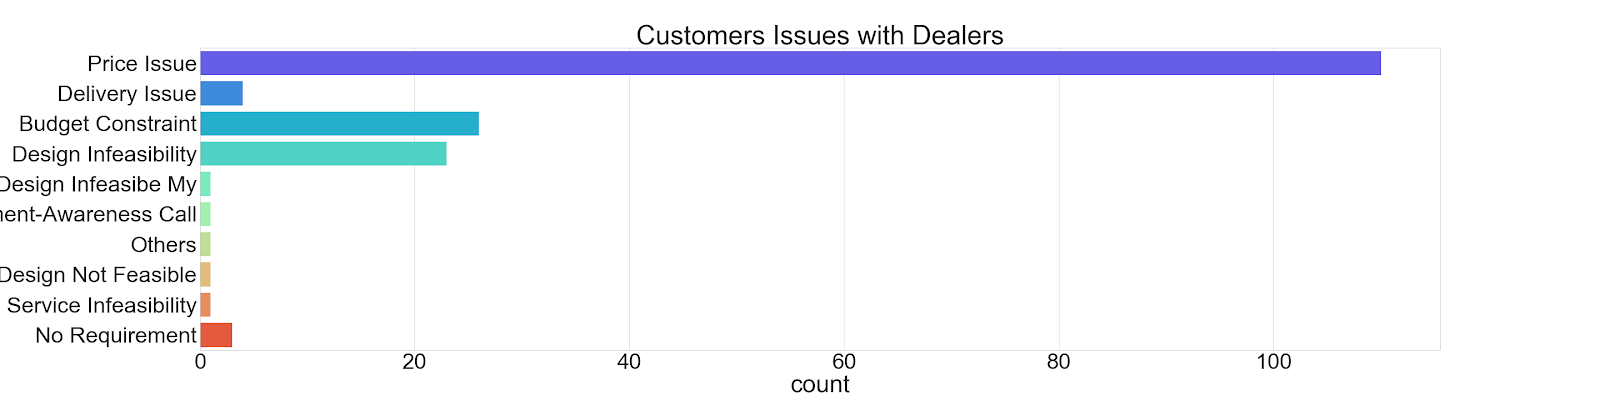 Customers Issues with Dealers
Price Issue
Delivery Issue
Budget Constraint
Design Infeasibility
Design Infeasibe My
-Awareness Call
Others
Design Not Feasible
Service Infeasibility
No Requirement
0 20 40 60 80 100
count